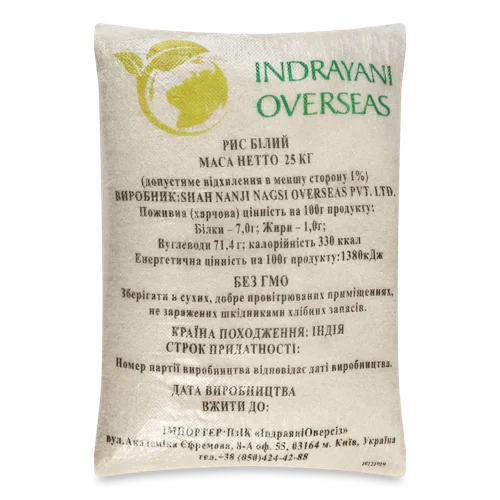 INDRAYANI
OVERSEAS
РИС БІЛИЙ
МАСА НЕТТО 25 КГ
(допустиме відхилення в меншу сторону 1%)
ВИРОБНИК:SHAH NANJI NAGSI OVERSEAS PVT. LTD.
Поживна (харчова) цінність на 100г продукту:
Білки – 7,0г; Жири – 1,0г;
Вуглеводи 71,4 г; калорійність 330 ккал
Енергетична цінність на 100г продукту:1380кДж
БЕЗ ГМО
Зберігати в сухих, добре провітрюваних приміщеннях,
не заражених шкідниками хлібних запасів.
КРАЇНА ПОХОДЖЕННЯ: ІНДІЯ
СТРОК ПРИДАТНОСТІ:
Номер партії виробництва відповідає даті виробництва.
ДАТА ВИРОБНИЦТВА
ВЖИТИ ДО:
ІМПОРТЕР:ПпІК «ІндраяніОверсіз»
вул.Академіка Єфремова, 8-А оф. 55, 03164 м. Київ, Україна
тел.+38 (050)424-42-88